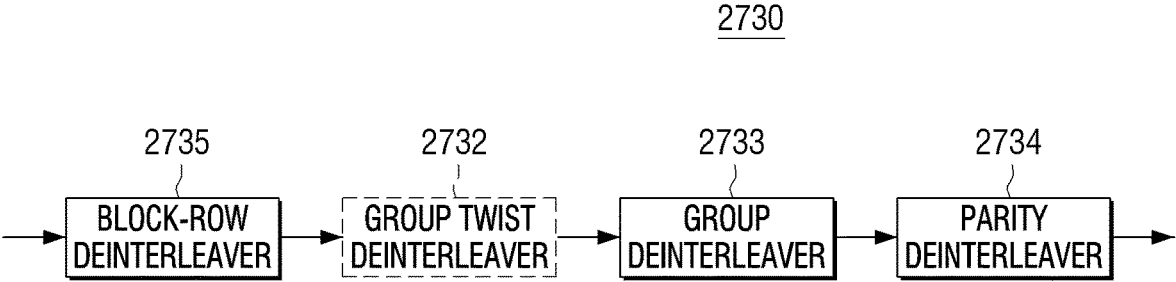 2730
2735
2732
2733
2734
BLOCK-ROW
DEINTERLEAVER
GROUP TWIST
DEINTERLEAVER
GROUP
DEINTERLEAVER
PARITY
DEINTERLEAVER